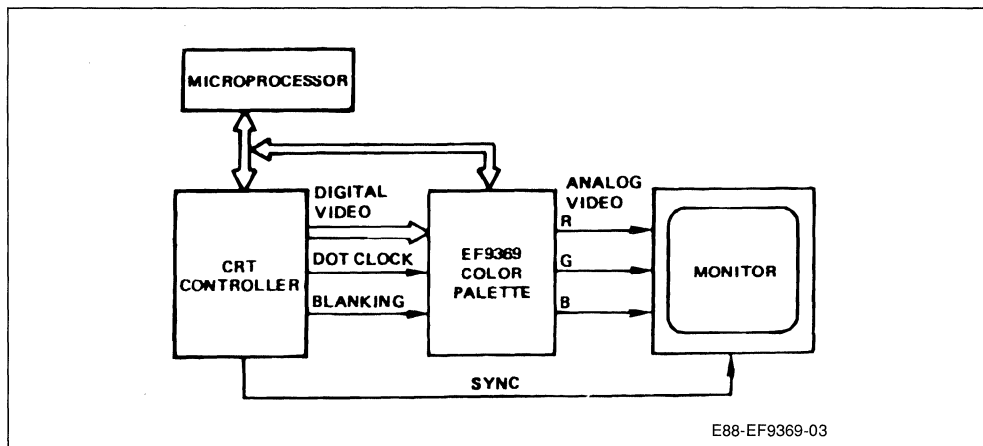 MICROPROCESSOR
DIGITAL
VIDEO
ANALOG
VIDEO
R
CRT
CONTROLLER
DOT CLOCK
EF9369
COLOR
PALETTE
G
MONITOR
BLANKING
B
SYNC
E88-EF9369-03